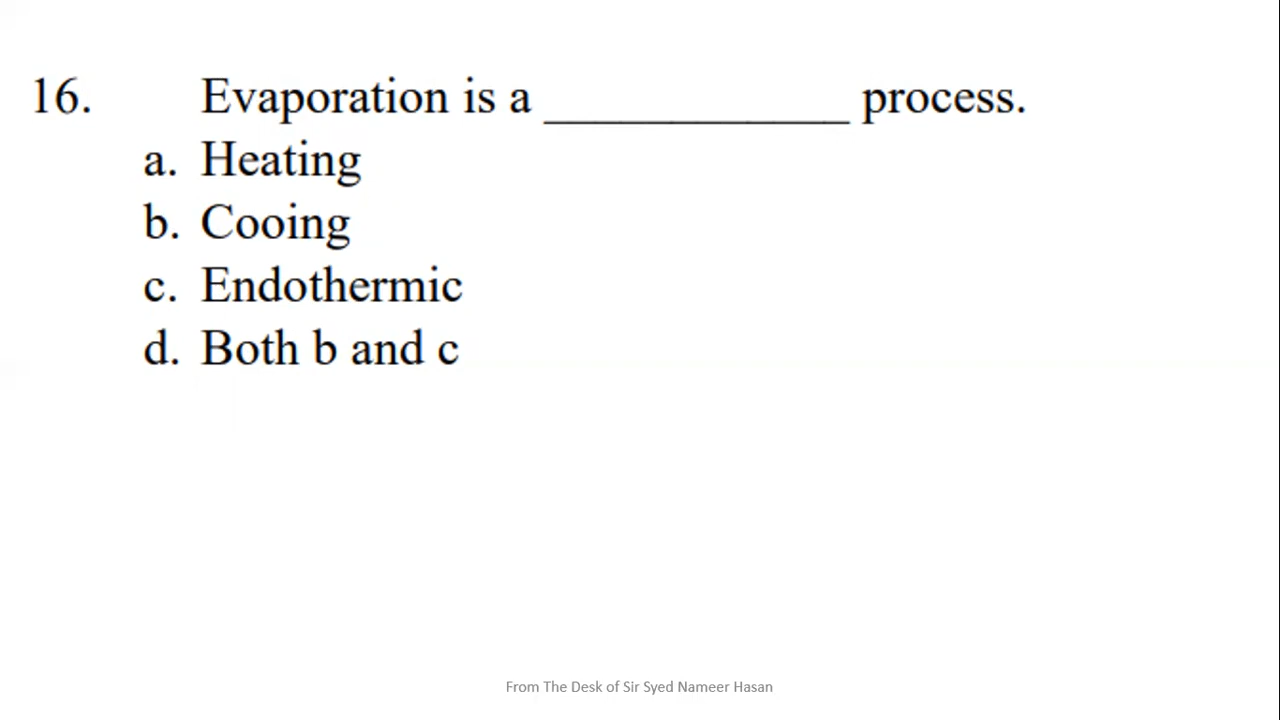 16. Evaporation is a ____________ process.
a. Heating
b. Cooing
c. Endothermic
d. Both b and c
From The Desk of Sir Syed Nameer Hasan